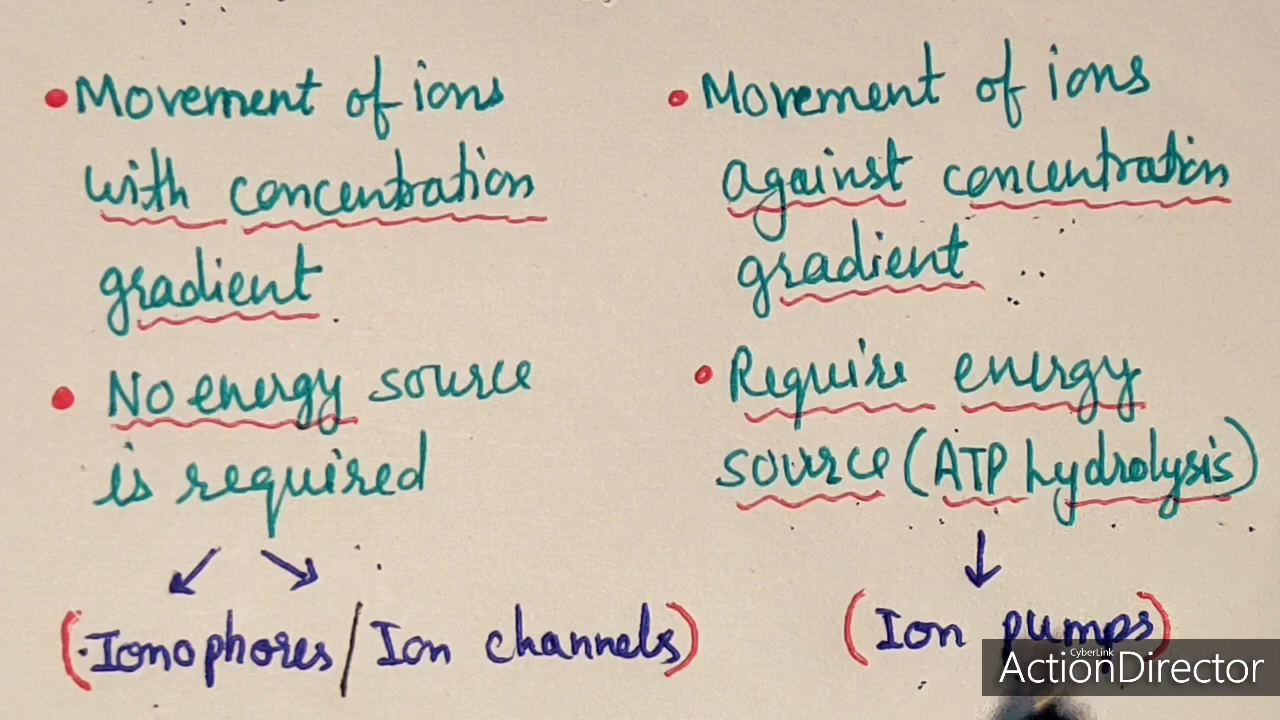 •Movement of ions
with concentration
gradient.
• No energy source
is required
(·Ionophores/Ion channels)
• Movement of ions
against concentration
gradient
• Require energy
source (ATP hydrolysis)
(Ion pumps)
CyberLink
ActionDirector